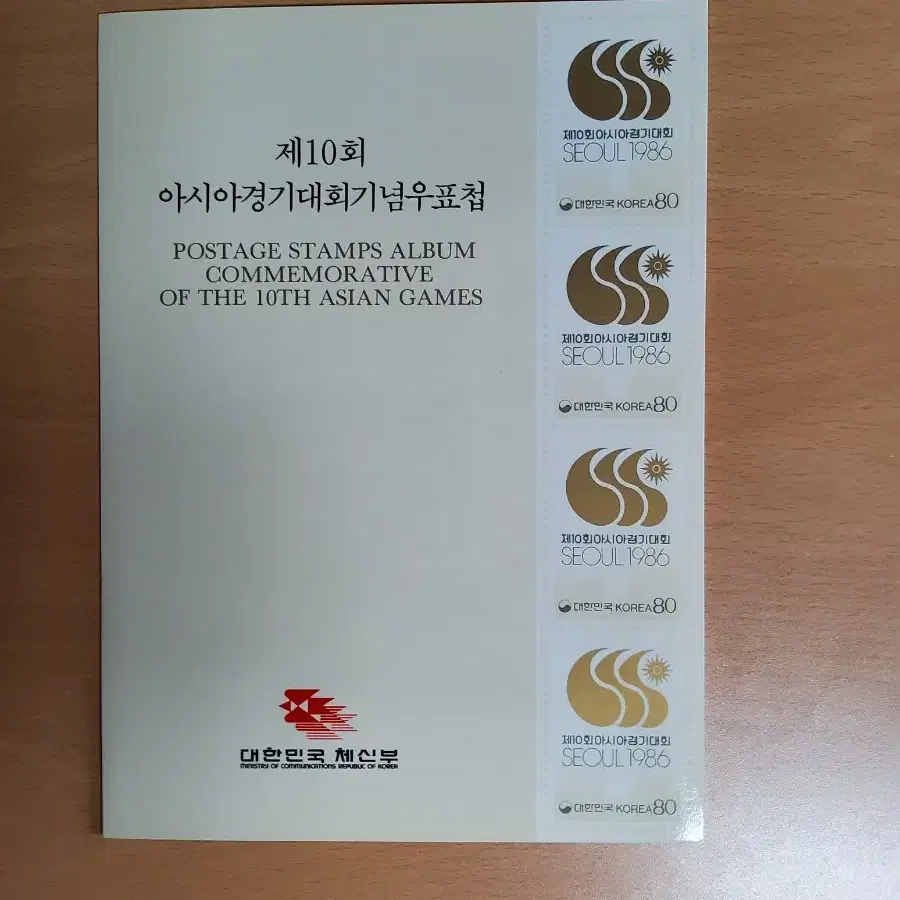 제10회
아시아경기대회기념우표첩
POSTAGE STAMPS ALBUM
COMMEMORATIVE
OF THE 10TH ASIAN GAMES
대한민국 체신부
MINISTRY OF COMMUNICATIONS REPUBLIC OF KOREA
제10회아시아경기대회
SEOUL 1986
대한민국 KOREA 80
제10회아시아경기대회
SEOUL 1986
대한민국 KOREA 80
제10회아시아경기대회
SEOUL 1986
대한민국 KOREA 80
제10회아시아경기대회
SEOUL 1986
대한민국 KOREA 80